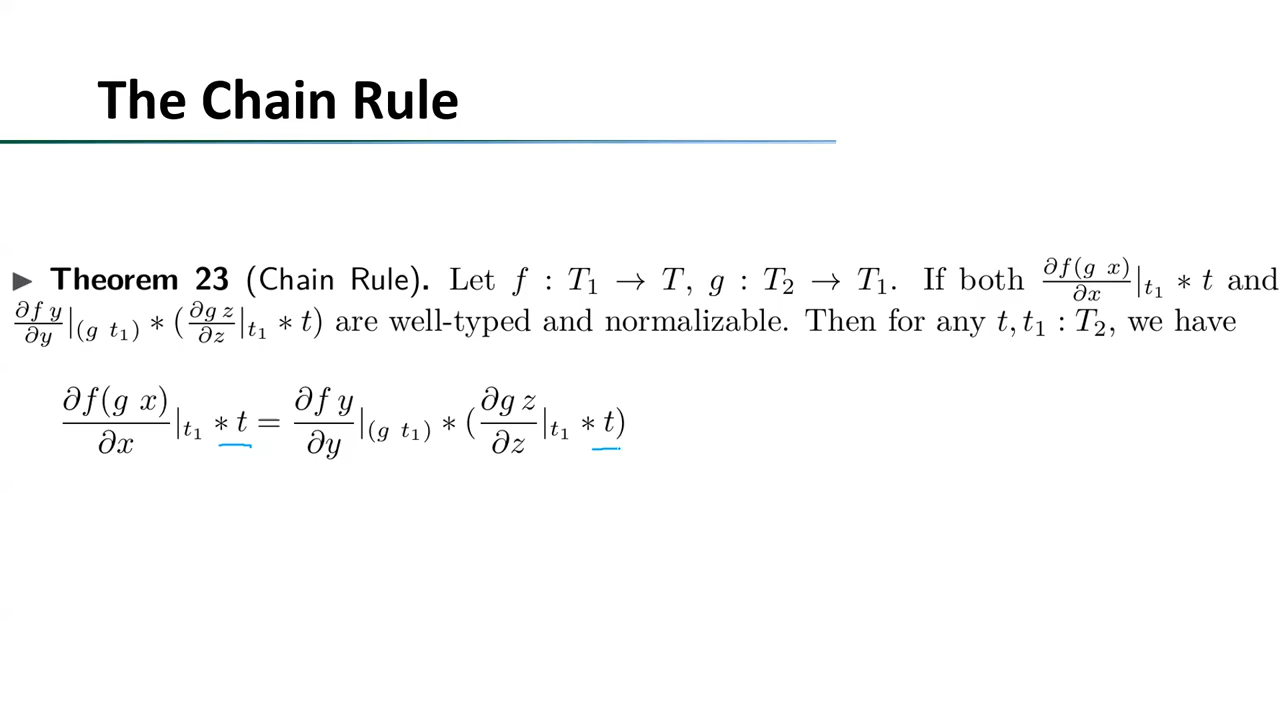 The Chain Rule
▶ Theorem 23 (Chain Rule). Let f : T₁ → T, g : T₂ → T₁. If both ∂f(g x)/∂x |t₁ ∗ t and
∂f y/∂y |(g t₁) ∗ (∂g z/∂z |t₁ ∗ t) are well-typed and normalizable. Then for any t, t₁ : T₂, we have
∂f(g x)/∂x |t₁ ∗ t = ∂f y/∂y |(g t₁) ∗ (∂g z/∂z |t₁ ∗ t)